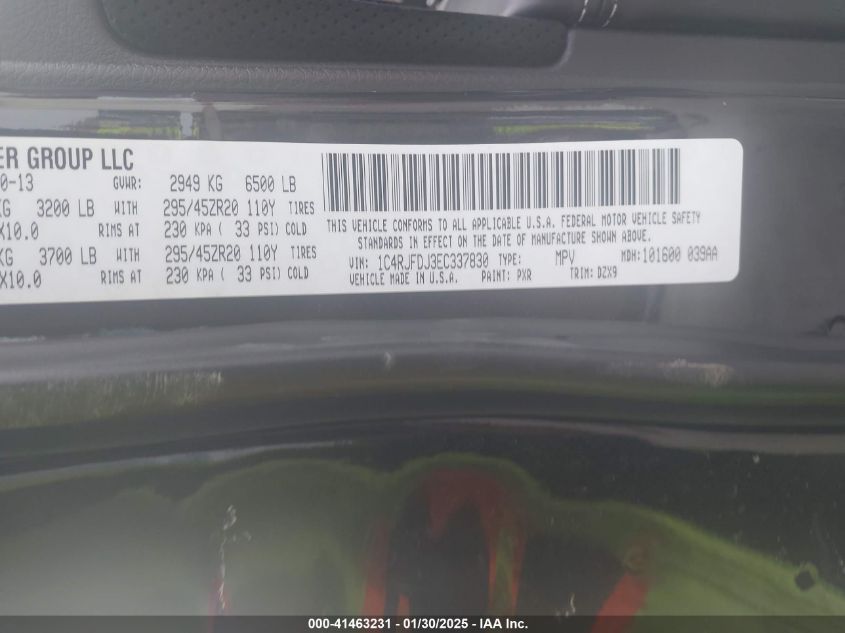 ER GROUP LLC
0-13 GVWR: 2949 KG 6500 LB
KG 3200 LB WITH 295/45ZR20 110Y TIRES
X10.0 RIMS AT 230 KPA ( 33 PSI) COLD
KG 3700 LB WITH 295/45ZR20 110Y TIRES
X10.0 RIMS AT 230 KPA ( 33 PSI) COLD
THIS VEHICLE CONFORMS TO ALL APPLICABLE U.S.A. FEDERAL MOTOR VEHICLE SAFETY
STANDARDS IN EFFECT ON THE DATE OF MANUFACTURE SHOWN ABOVE.
VIN: 1C4RJFDJ3EC337830 TYPE: MPV MDH:101600 039AA
VEHICLE MADE IN U.S.A. PAINT: PXR TRIM: DZX9
000-41463231 - 01/30/2025 - IAA Inc.